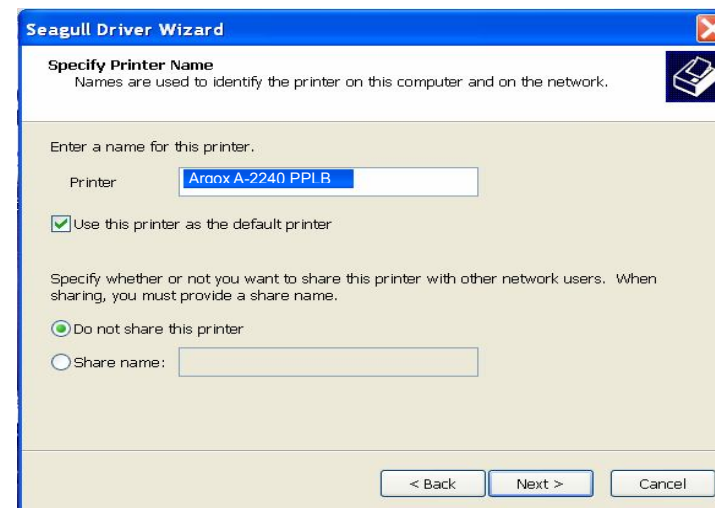 Seagull Driver Wizard
Specify Printer Name
Names are used to identify the printer on this computer and on the network.
Enter a name for this printer.
Printer
Argox A-2240 PPLB
Use this printer as the default printer
Specify whether or not you want to share this printer with other network users. When
sharing, you must provide a share name.
Do not share this printer
Share name:
< Back
Next >
Cancel